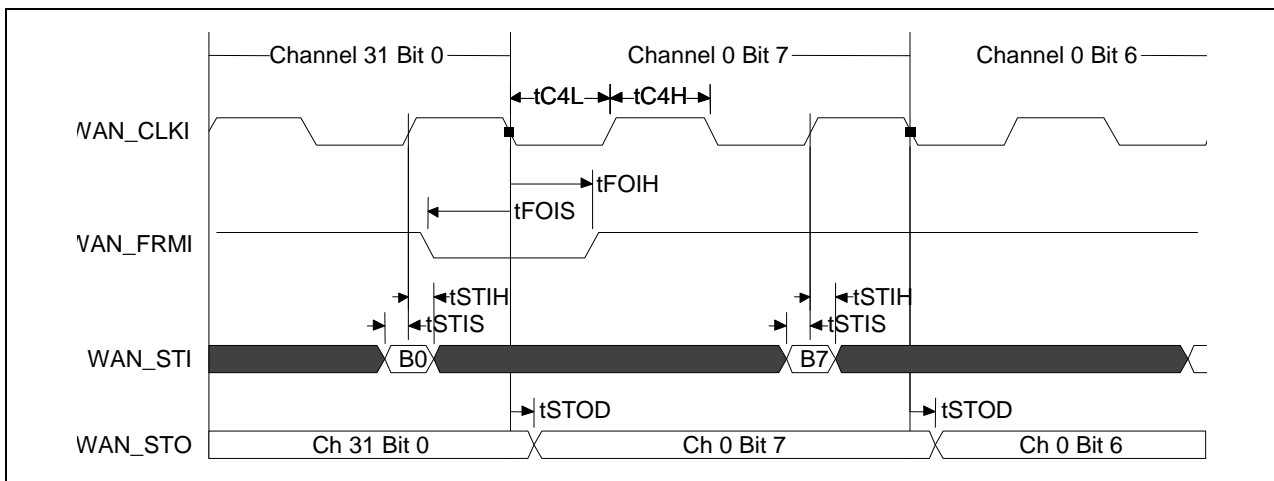 Channel 31 Bit 0 Channel 0 Bit 7 Channel 0 Bit 6
tC4L tC4H
WAN_CLKI
tFOIH
tFOIS
WAN_FRMI
tSTIH tSTIH
tSTIS tSTIS
WAN_STI B0 B7
tSTOD tSTOD
WAN_STO Ch 31 Bit 0 Ch 0 Bit 7 Ch 0 Bit 6